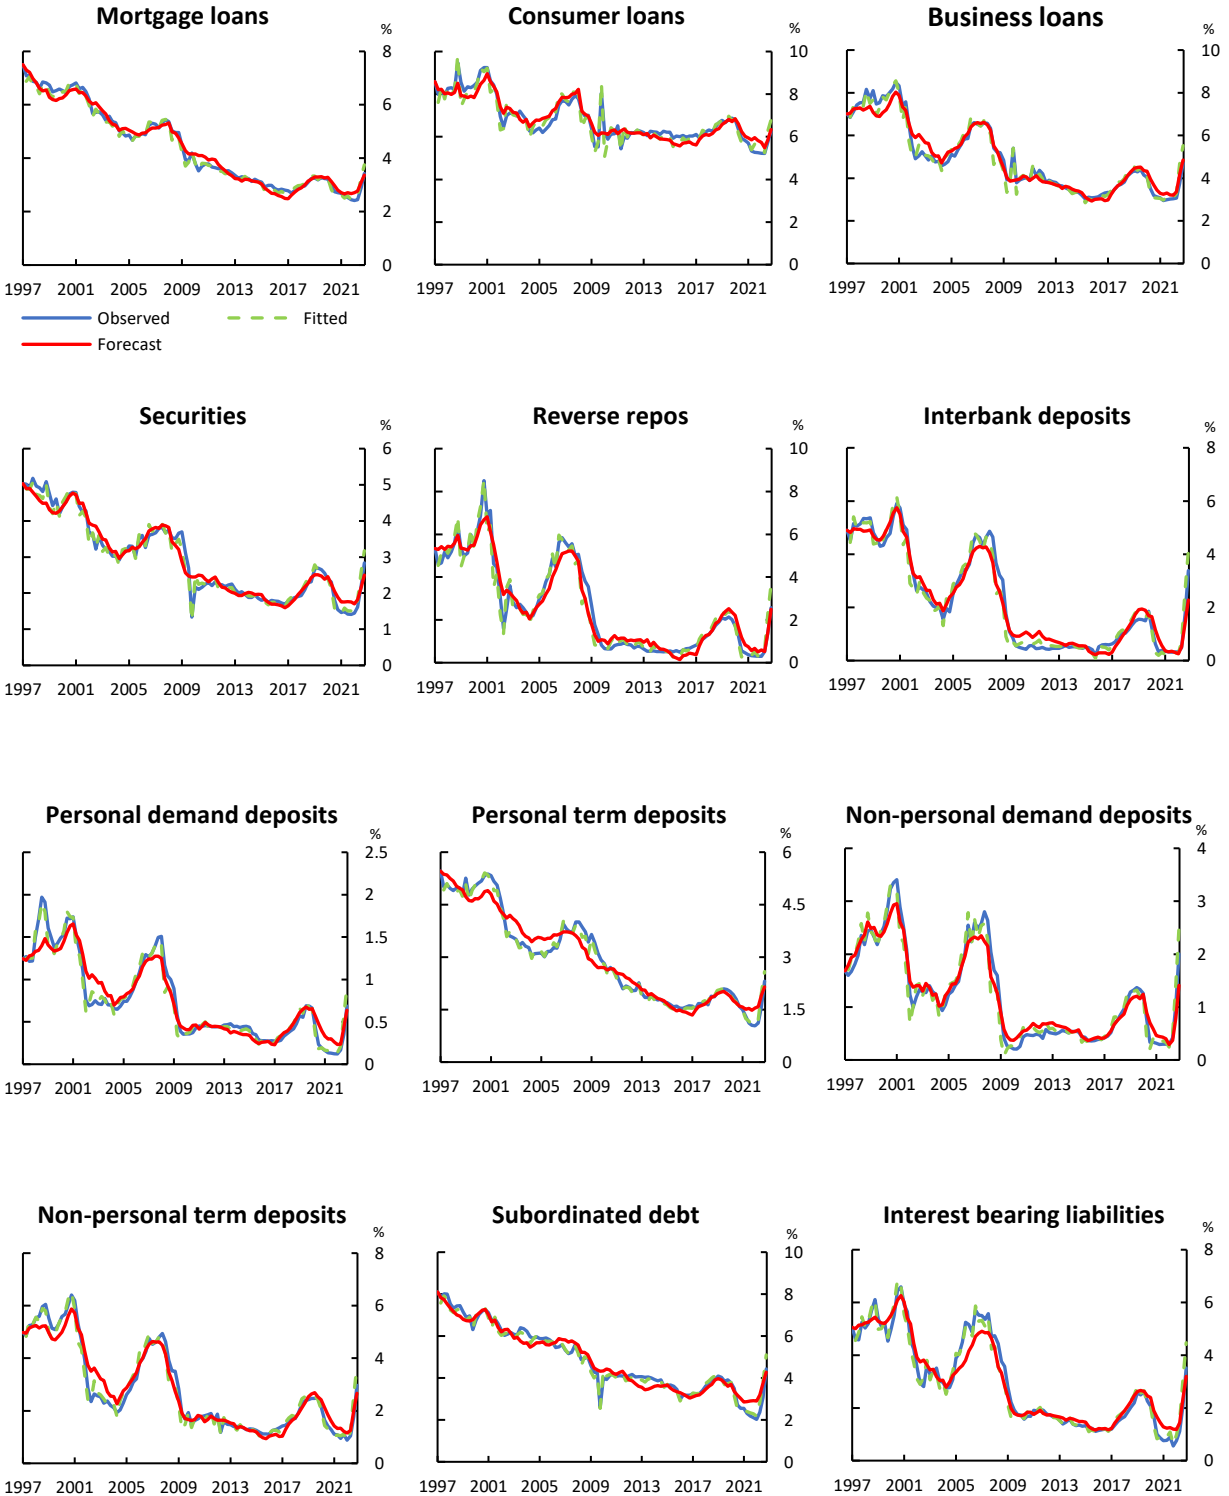 Mortgage loans
%
8
6
4
2
0
1997 2001 2005 2009 2013 2017 2021
Consumer loans
%
10
8
6
4
2
0
1997 2001 2005 2009 2013 2017 2021
Business loans
%
10
8
6
4
2
0
1997 2001 2005 2009 2013 2017 2021
Observed
Fitted
Forecast
Securities
%
6
5
4
3
2
1
0
1997 2001 2005 2009 2013 2017 2021
Reverse repos
%
10
8
6
4
2
0
1997 2001 2005 2009 2013 2017 2021
Interbank deposits
%
8
6
4
2
0
1997 2001 2005 2009 2013 2017 2021
Personal demand deposits
%
2.5
2
1.5
1
0.5
0
1997 2001 2005 2009 2013 2017 2021
Personal term deposits
%
6
4.5
3
1.5
0
1997 2001 2005 2009 2013 2017 2021
Non-personal demand deposits
%
4
3
2
1
0
1997 2001 2005 2009 2013 2017 2021
Non-personal term deposits
%
8
6
4
2
0
1997 2001 2005 2009 2013 2017 2021
Subordinated debt
%
10
8
6
4
2
0
1997 2001 2005 2009 2013 2017 2021
Interest bearing liabilities
%
8
6
4
2
0
1997 2001 2005 2009 2013 2017 2021